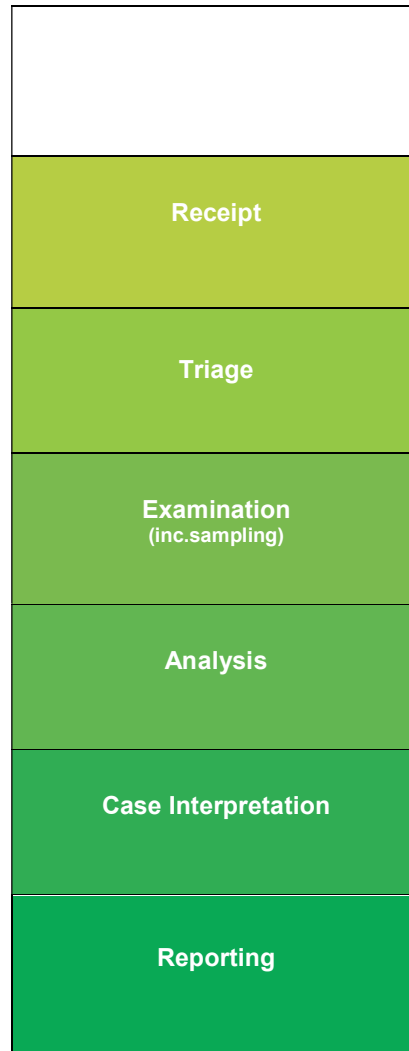 Receipt
Triage
Examination
(inc.sampling)
Analysis
Case Interpretation
Reporting